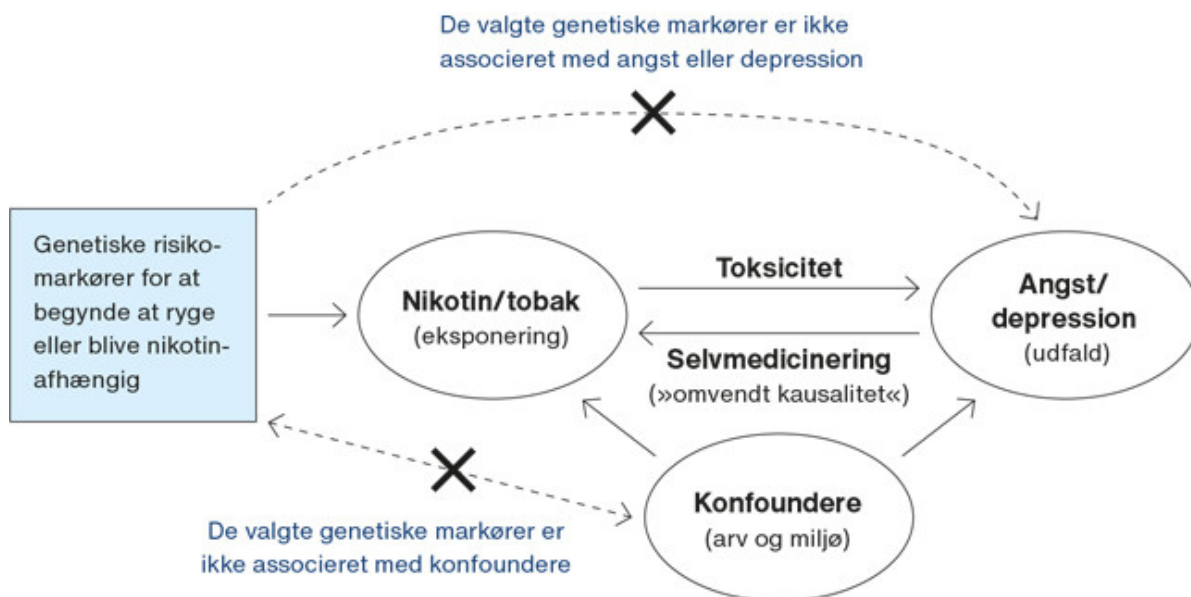 De valgte genetiske markører er ikke
associeret med angst eller depression
Genetiske risiko-
markører for at
begynde at ryge
eller blive nikotin-
afhængig
Nikotin/tobak
(eksponering)
Toksicitet
Selvmedicinering
(»omvendt kausalitet«)
Angst/
depression
(udfald)
Konfoundere
(arv og miljø)
De valgte genetiske markører er
ikke associeret med konfoundere